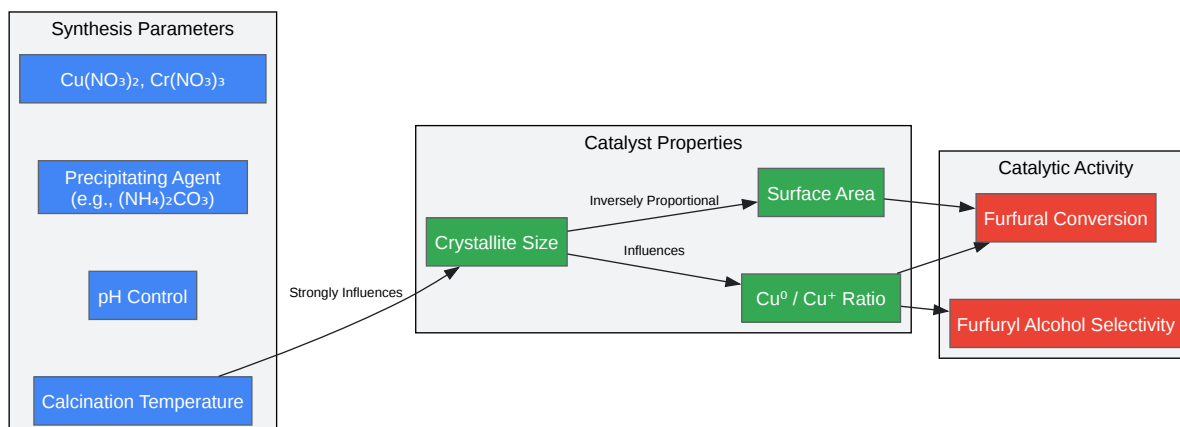 Synthesis Parameters
Cu(NO₃)₂, Cr(NO₃)₃
Precipitating Agent
(e.g., (NH₄)₂CO₃)
pH Control
Calcination Temperature
Strongly Influences
Catalyst Properties
Crystallite Size
Inversely Proportional
Influences
Surface Area
Cu⁰ / Cu⁺ Ratio
Catalytic Activity
Furfural Conversion
Furfuryl Alcohol Selectivity